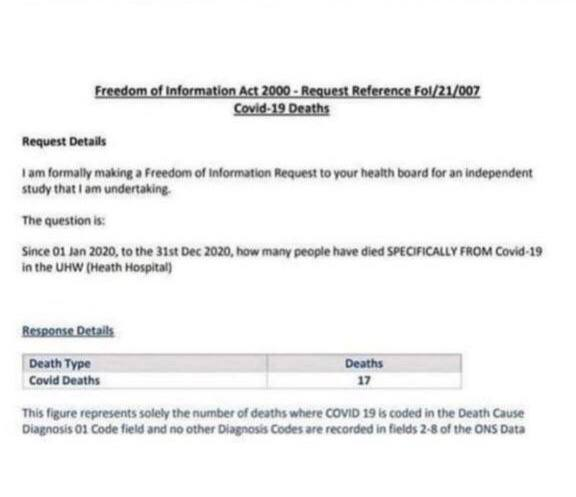 Freedom of Information Act 2000 - Request Reference FoI/21/007
Covid-19 Deaths
Request Details
I am formally making a Freedom of Information Request to your health board for an independent
study that I am undertaking.
The question is:
Since 01 Jan 2020, to the 31st Dec 2020, how many people have died SPECIFICALLY FROM Covid-19
in the UHW (Heath Hospital)
Response Details
Death Type Deaths
Covid Deaths 17
This figure represents solely the number of deaths where COVID 19 is coded in the Death Cause
Diagnosis 01 Code field and no other Diagnosis Codes are recorded in fields 2-8 of the ONS Data